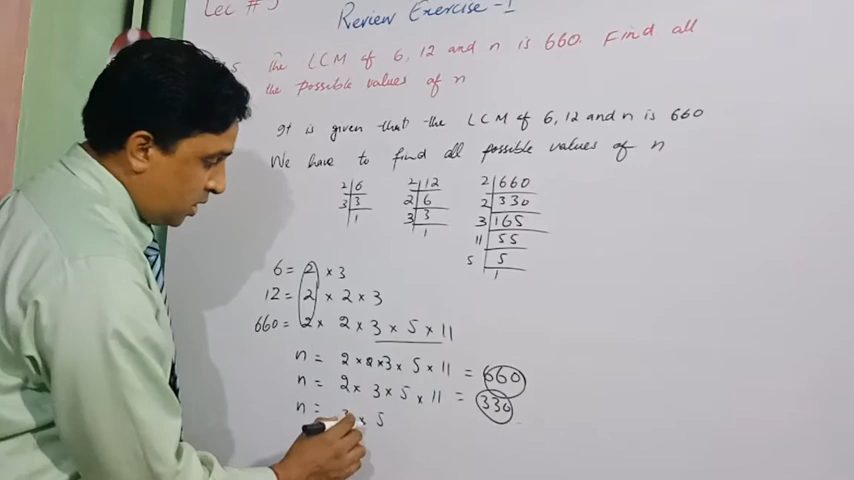 Lec # 5
Review Exercise - 1
5 The LCM of 6, 12 and n is 660. Find all
the possible values of n
It is given that the LCM of 6, 12 and n is 660
We have to find all possible values of n
2 | 6
3 | 3
1
2 | 12
2 | 6
3 | 3
1
2 | 660
2 | 330
3 | 165
11 | 55
5 | 5
1
6 = 2 × 3
12 = 2 × 2 × 3
660 = 2 × 2 × 3 × 5 × 11
n = 2 × 2 × 3 × 5 × 11 = 660
n = 2 × 3 × 5 × 11 = 330
n = × 5